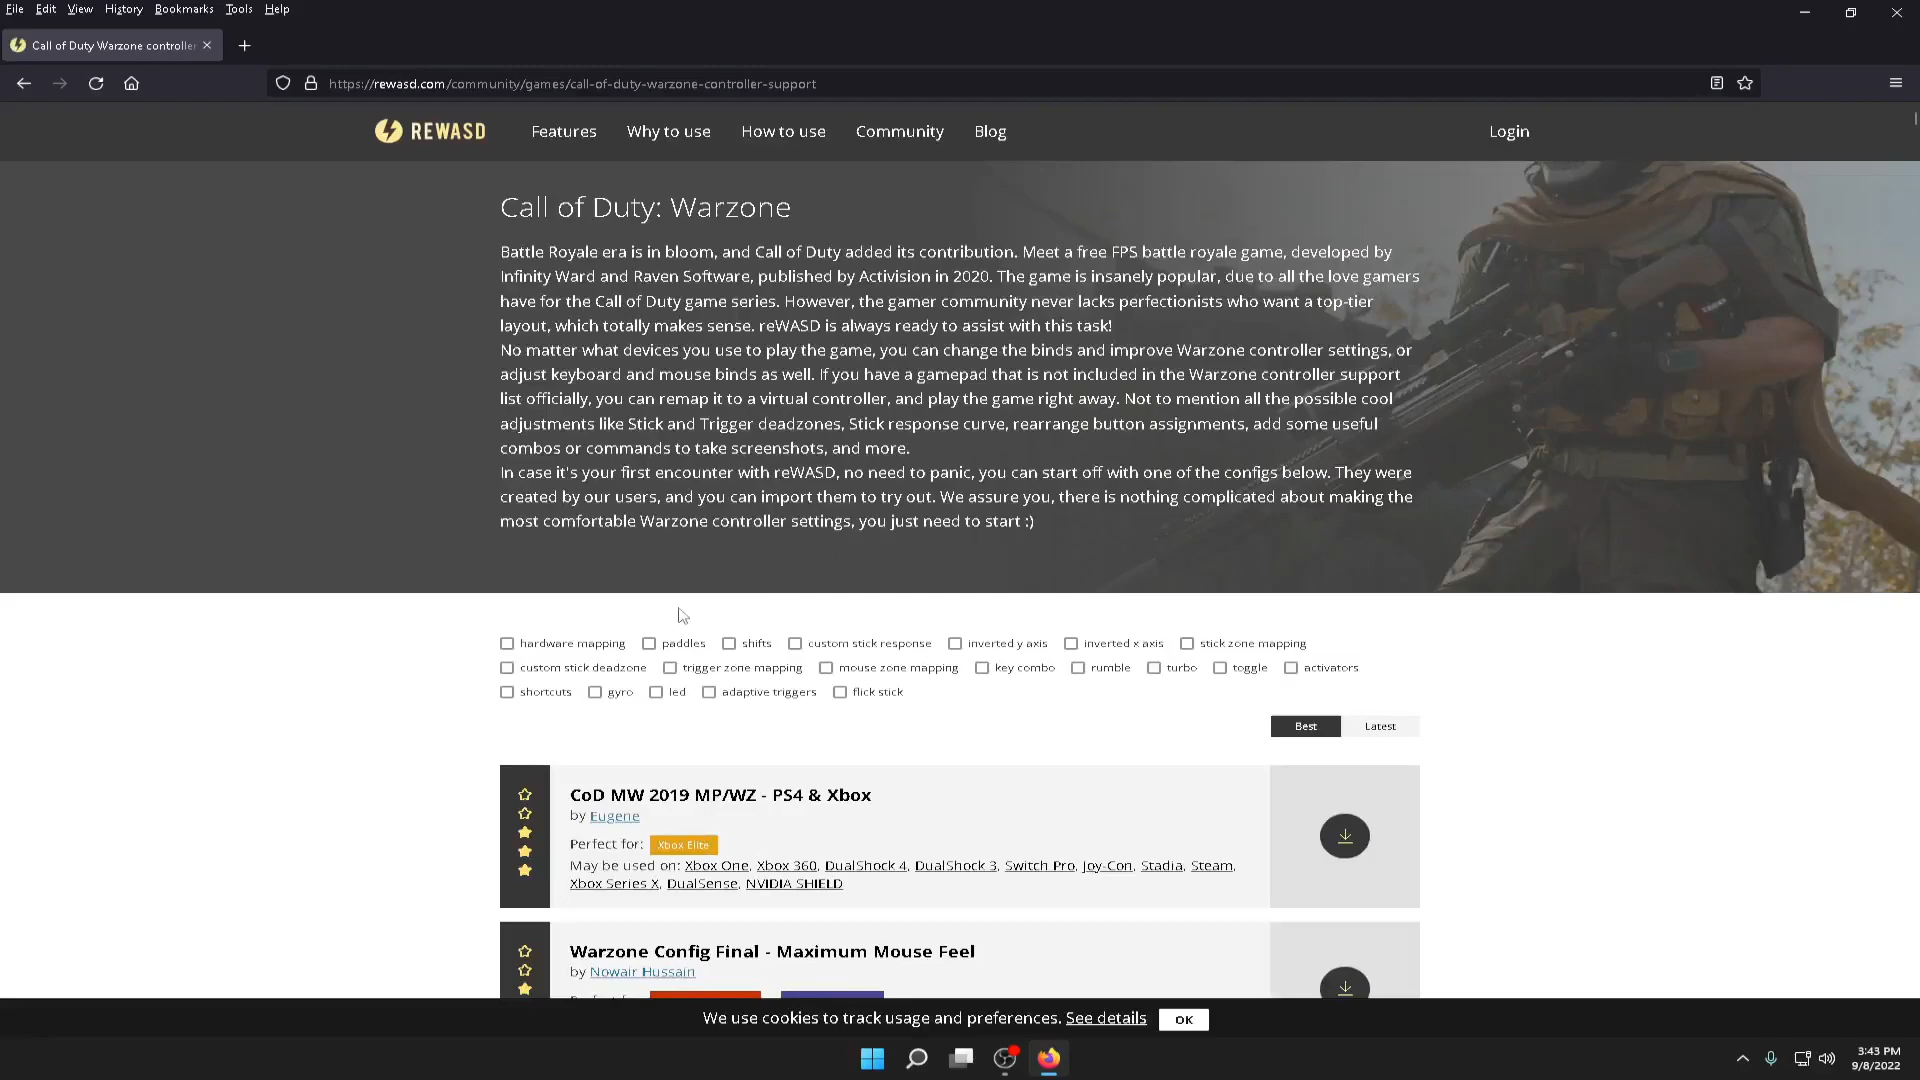 File Edit View History Bookmarks Tools Help
Call of Duty Warzone controller
https://rewasd.com/community/games/call-of-duty-warzone-controller-support
REWASD Features Why to use How to use Community Blog Login
Call of Duty: Warzone
Battle Royale era is in bloom, and Call of Duty added its contribution. Meet a free FPS battle royale game, developed by
Infinity Ward and Raven Software, published by Activision in 2020. The game is insanely popular, due to all the love gamers
have for the Call of Duty game series. However, the gamer community never lacks perfectionists who want a top-tier
layout, which totally makes sense. reWASD is always ready to assist with this task!
No matter what devices you use to play the game, you can change the binds and improve Warzone controller settings, or
adjust keyboard and mouse binds as well. If you have a gamepad that is not included in the Warzone controller support
list officially, you can remap it to a virtual controller, and play the game right away. Not to mention all the possible cool
adjustments like Stick and Trigger deadzones, Stick response curve, rearrange button assignments, add some useful
combos or commands to take screenshots, and more.
In case it's your first encounter with reWASD, no need to panic, you can start off with one of the configs below. They were
created by our users, and you can import them to try out. We assure you, there is nothing complicated about making the
most comfortable Warzone controller settings, you just need to start :)
hardware mapping paddles shifts custom stick response inverted y axis inverted x axis stick zone mapping
custom stick deadzone trigger zone mapping mouse zone mapping key combo rumble turbo toggle activators
shortcuts gyro led adaptive triggers flick stick
Best Latest
CoD MW 2019 MP/WZ - PS4 & Xbox
by Eugene
Perfect for: Xbox Elite
May be used on: Xbox One, Xbox 360, DualShock 4, DualShock 3, Switch Pro, Joy-Con, Stadia, Steam,
Xbox Series X, DualSense, NVIDIA SHIELD
Warzone Config Final - Maximum Mouse Feel
by Nowair Hussain
We use cookies to track usage and preferences. See details OK
3:43 PM
9/8/2022